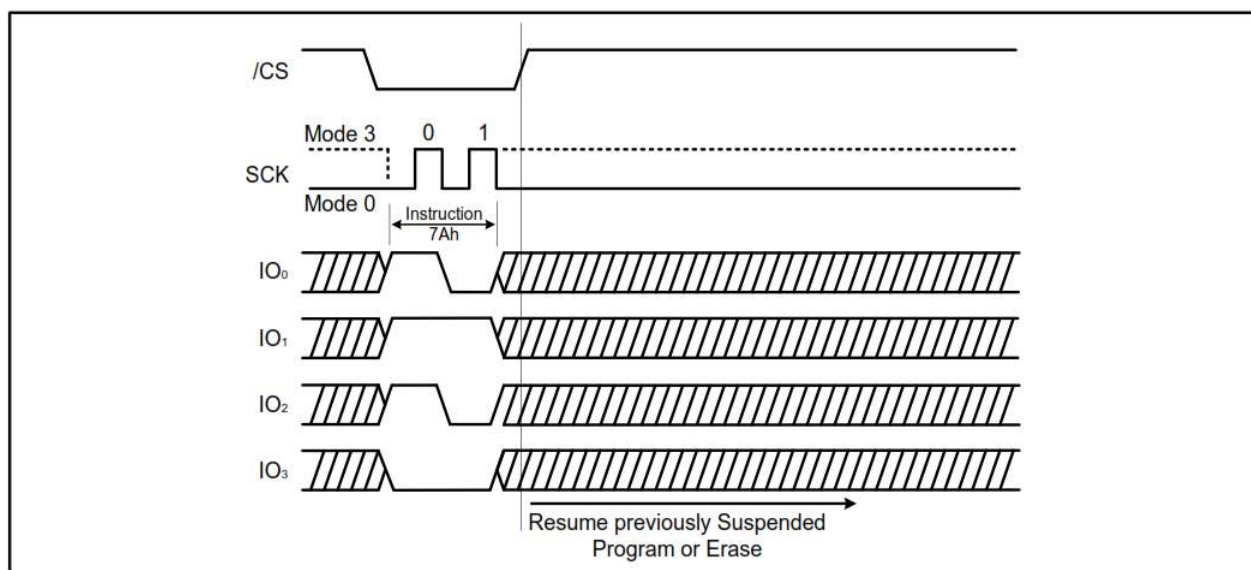 /CS
Mode 3 0 1
SCK
Mode 0
Instruction
7Ah
IO₀
IO₁
IO₂
IO₃
Resume previously Suspended
Program or Erase